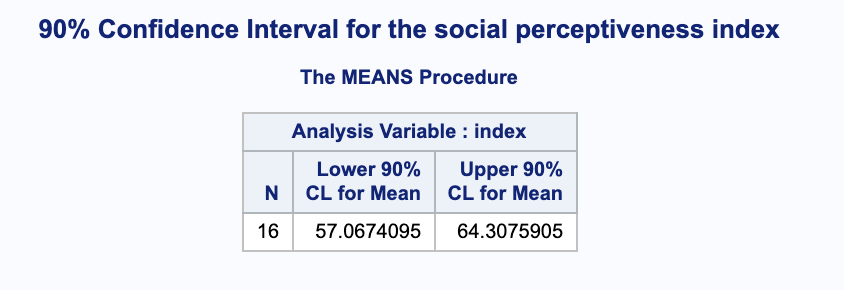 90% Confidence Interval for the social perceptiveness index
The MEANS Procedure
Analysis Variable : index
N Lower 90% CL for Mean Upper 90% CL for Mean
16 57.0674095 64.3075905